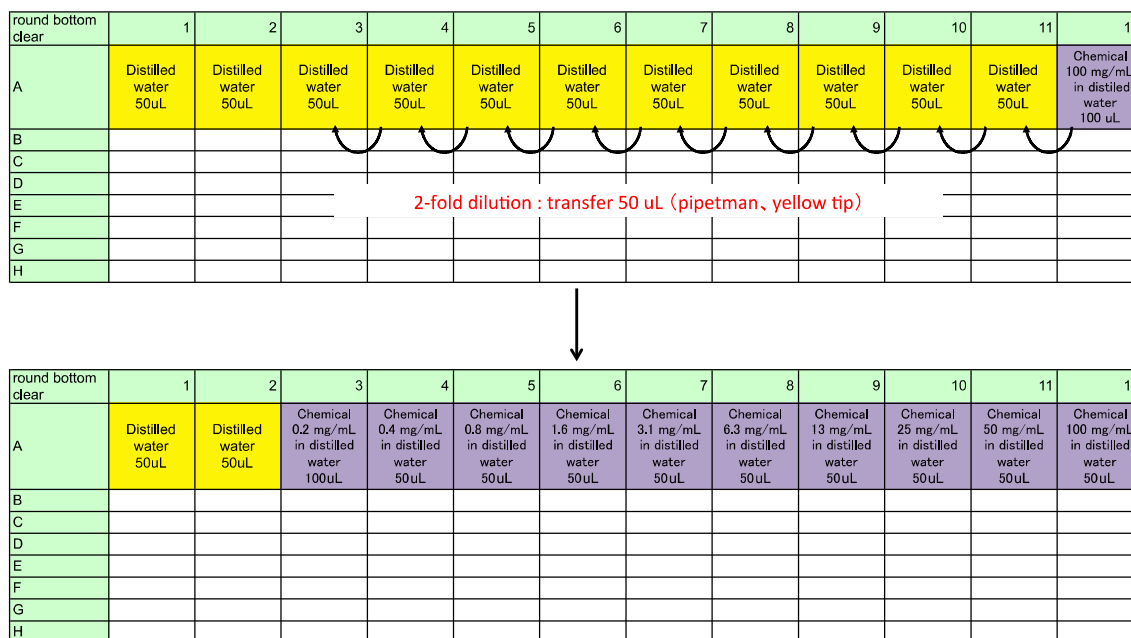 round bottom clear 1 2 3 4 5 6 7 8 9 10 11 1
A
Distilled water 50uL
Distilled water 50uL
Distilled water 50uL
Distilled water 50uL
Distilled water 50uL
Distilled water 50uL
Distilled water 50uL
Distilled water 50uL
Distilled water 50uL
Distilled water 50uL
Distilled water 50uL
Chemical 100 mg/mL in distiled water 100 uL
B
C
D
E
F
G
H
2-fold dilution : transfer 50 uL (pipetman、yellow tip)
round bottom clear 1 2 3 4 5 6 7 8 9 10 11 1
A
Distilled water 50uL
Distilled water 50uL
Chemical 0.2 mg/mL in distilled water 100uL
Chemical 0.4 mg/mL in distilled water 50uL
Chemical 0.8 mg/mL in distilled water 50uL
Chemical 1.6 mg/mL in distilled water 50uL
Chemical 3.1 mg/mL in distilled water 50uL
Chemical 6.3 mg/mL in distilled water 50uL
Chemical 13 mg/mL in distilled water 50uL
Chemical 25 mg/mL in distilled water 50uL
Chemical 50 mg/mL in distilled water 50uL
Chemical 100 mg/mL in distilled water 50uL
B
C
D
E
F
G
H